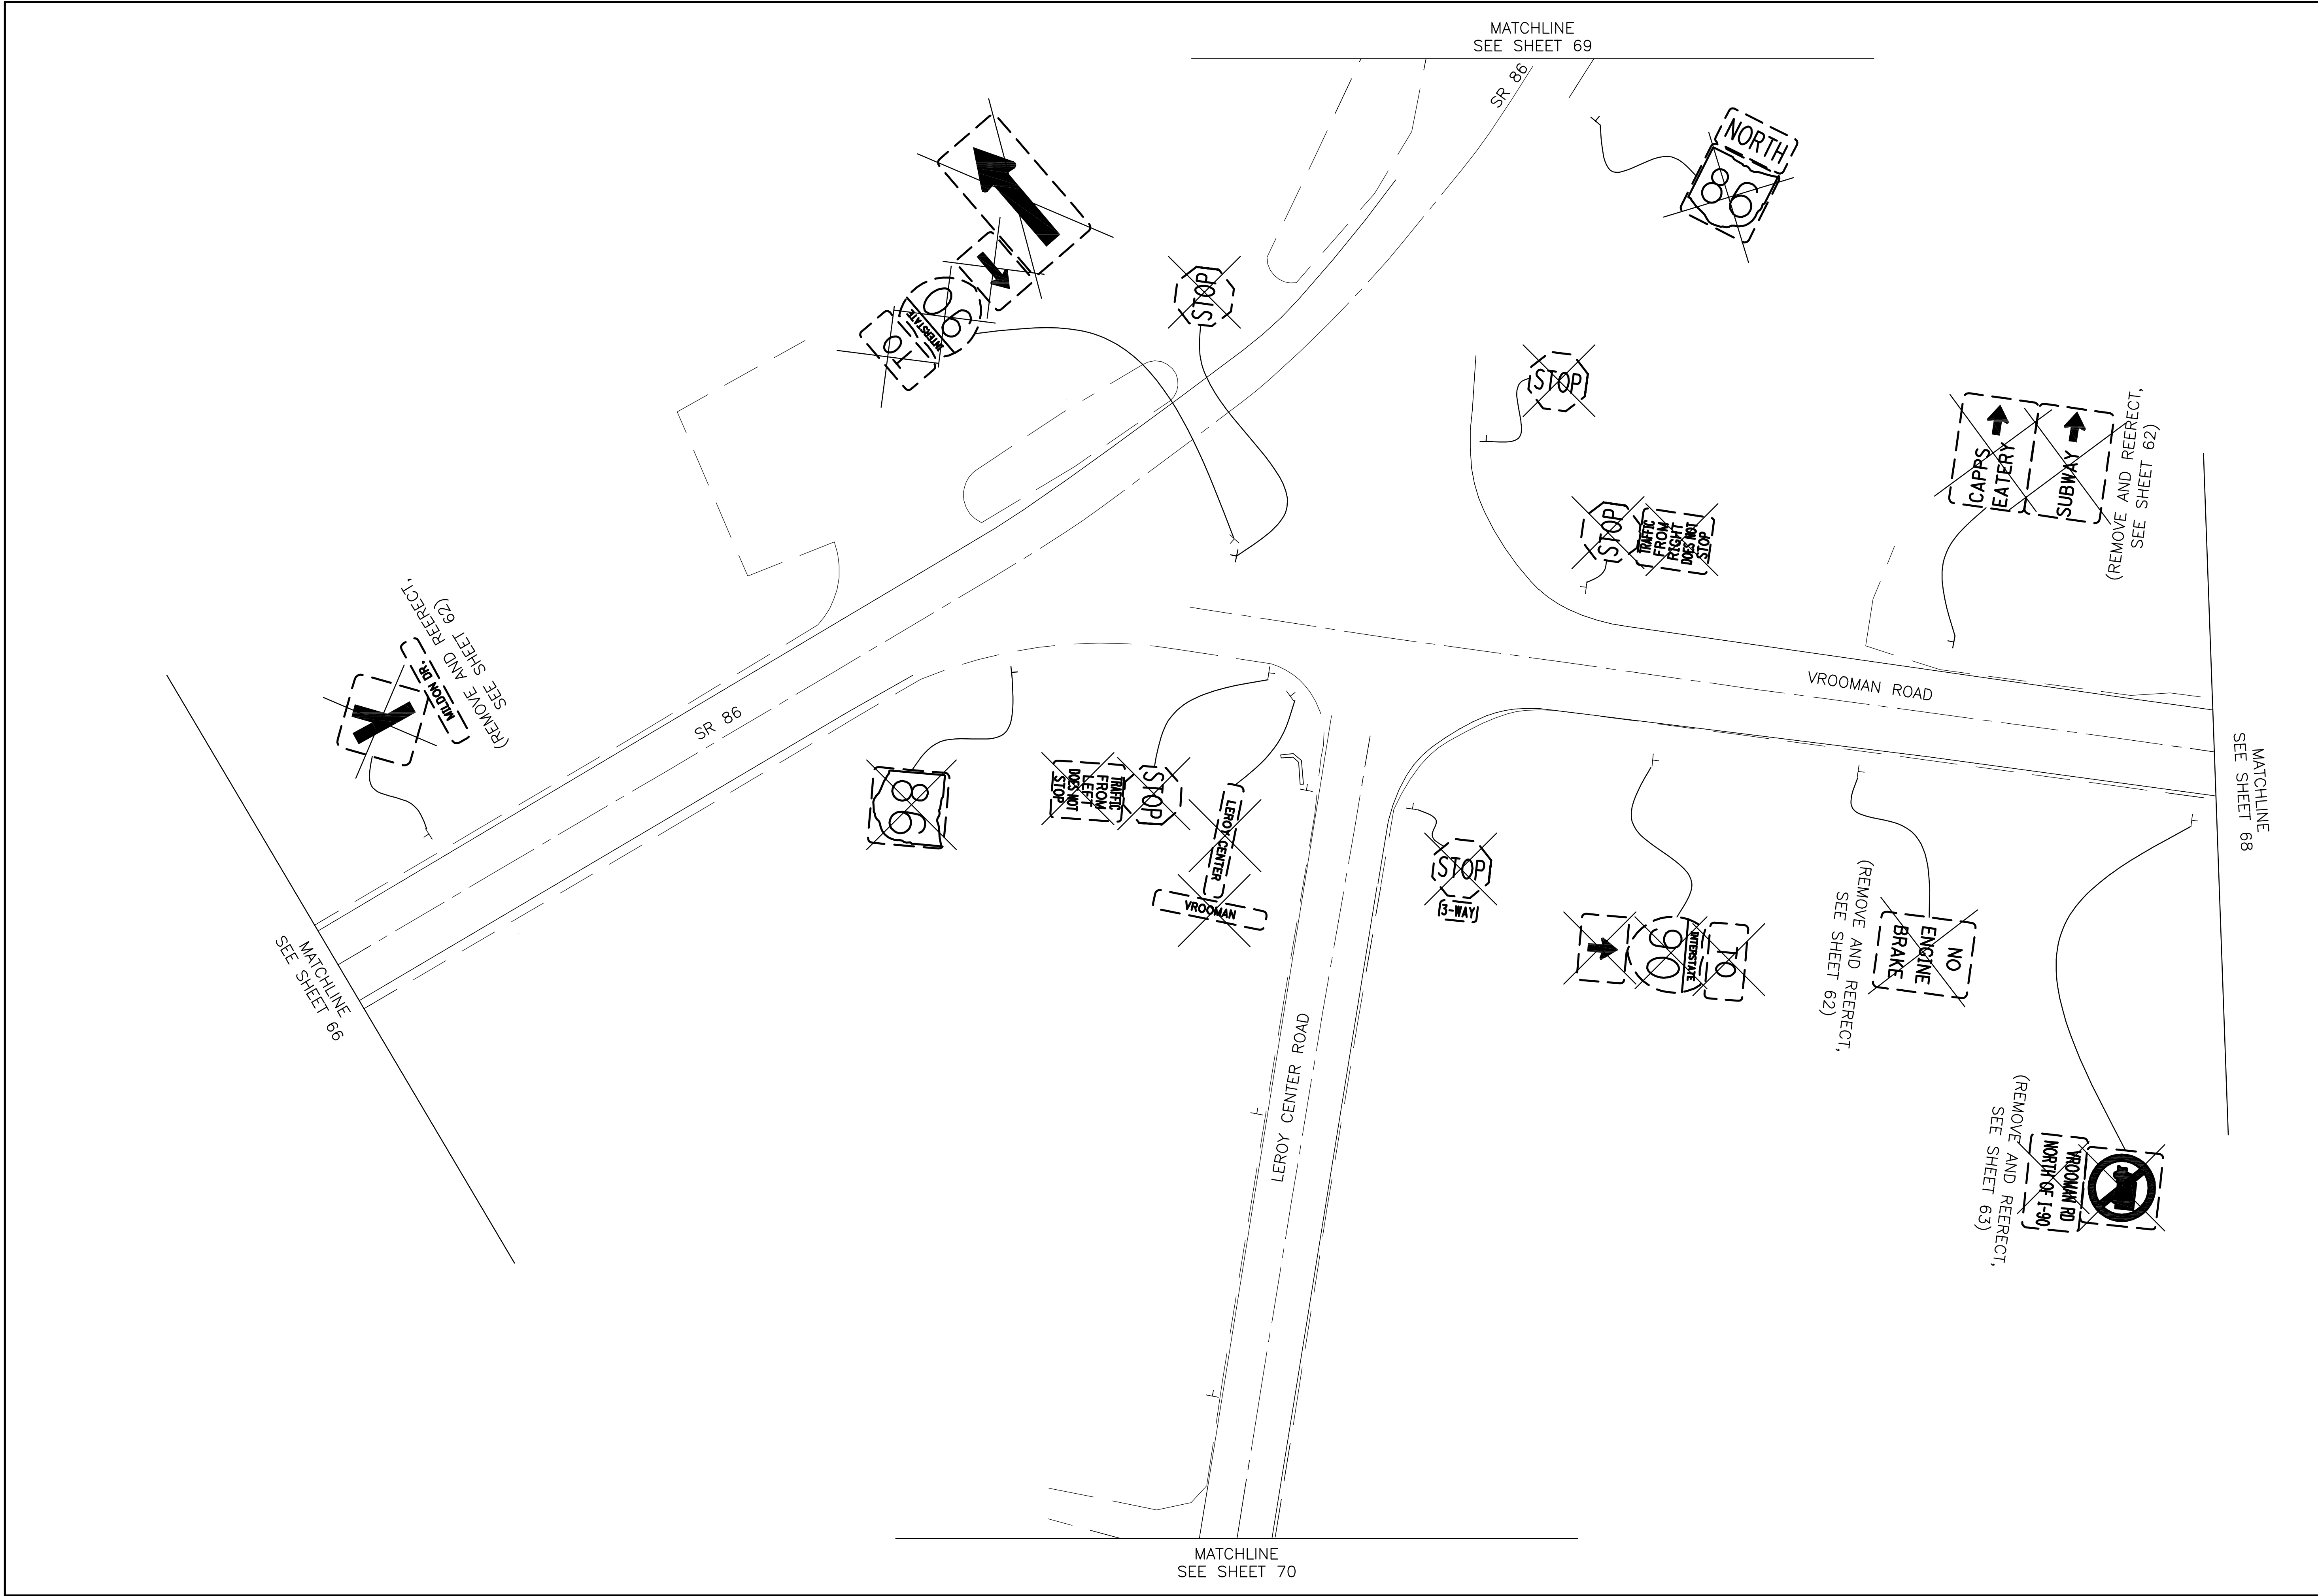 MATCHLINE
SEE SHEET 69
SR 86
NORTH
86
TO
INTERSTATE
90
STOP
STOP
STOP
TRAFFIC
FROM
RIGHT
DOES NOT
STOP
CAPPS
EATERY
SUBWAY
(REMOVE AND REERECT,
SEE SHEET 62)
VROOMAN ROAD
MATCHLINE
SEE SHEET 68
(REMOVE AND REERECT,
SEE SHEET 62)
MILDON DR.
SR 86
MATCHLINE
SEE SHEET 66
86
STOP
TRAFFIC
FROM
LEFT
DOES NOT
STOP
LEROY CENTER
VROOMAN
STOP
3-WAY
TO
INTERSTATE
90
NO
ENGINE
BRAKE
(REMOVE AND REERECT,
SEE SHEET 62)
VROOMAN RD
NORTH OF I-90
(REMOVE AND REERECT,
SEE SHEET 63)
LEROY CENTER ROAD
MATCHLINE
SEE SHEET 70